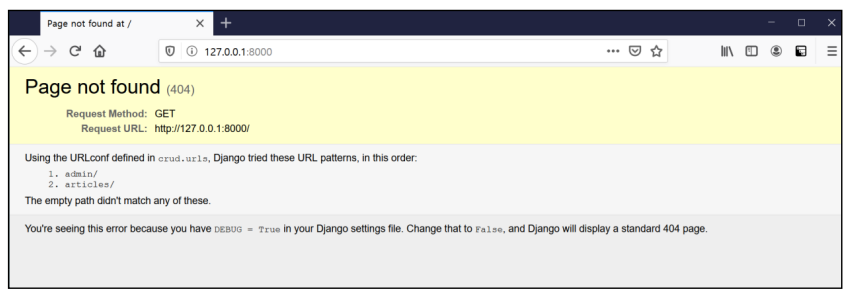 Page not found at /
127.0.0.1:8000
Page not found (404)
Request Method: GET
Request URL: http://127.0.0.1:8000/
Using the URLconf defined in crud.urls, Django tried these URL patterns, in this order:
1. admin/
2. articles/
The empty path didn't match any of these.
You're seeing this error because you have DEBUG = True in your Django settings file. Change that to False, and Django will display a standard 404 page.